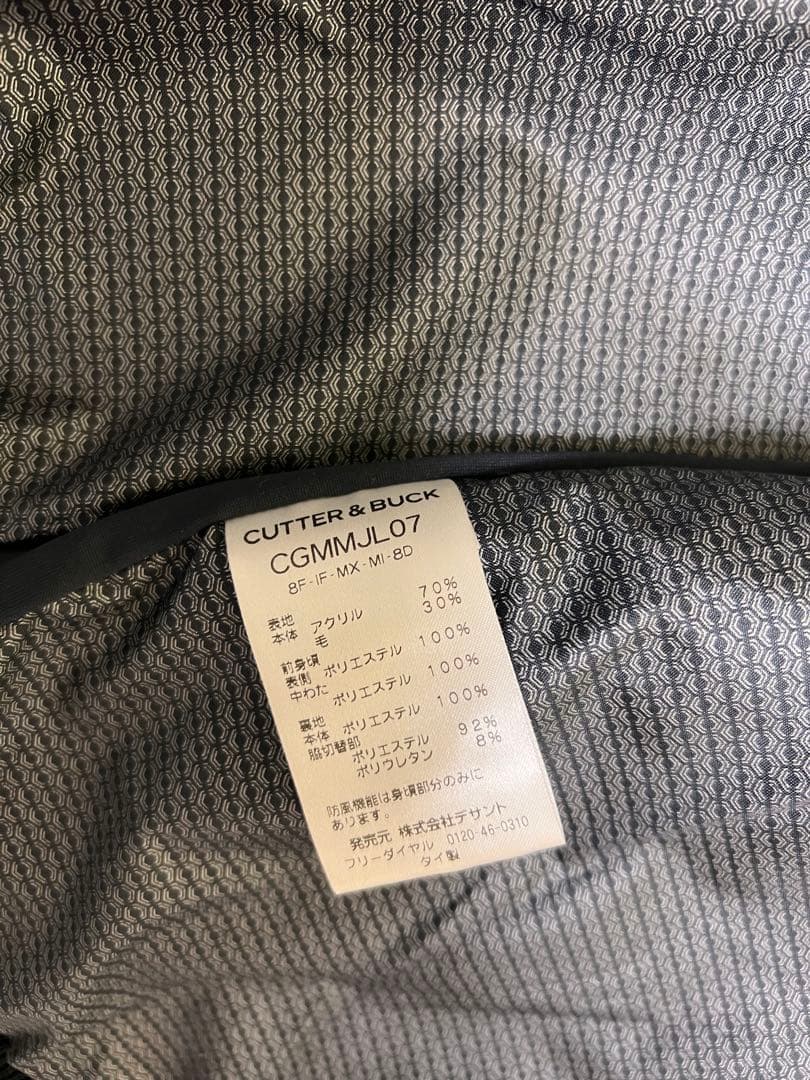 CUTTER & BUCK
CGMMJL07
8F-IF-MX-MI-8D
表地
本体 アクリル 70%
毛 30%
前身頃
表側 ポリエステル 100%
中わた ポリエステル 100%
裏地
本体 ポリエステル 100%
脇切替部 ポリエステル 92%
ポリウレタン 8%
防風機能は身頃部分のみに
あります。
発売元 株式会社デサント
フリーダイヤル 0120-46-0310
タイ製